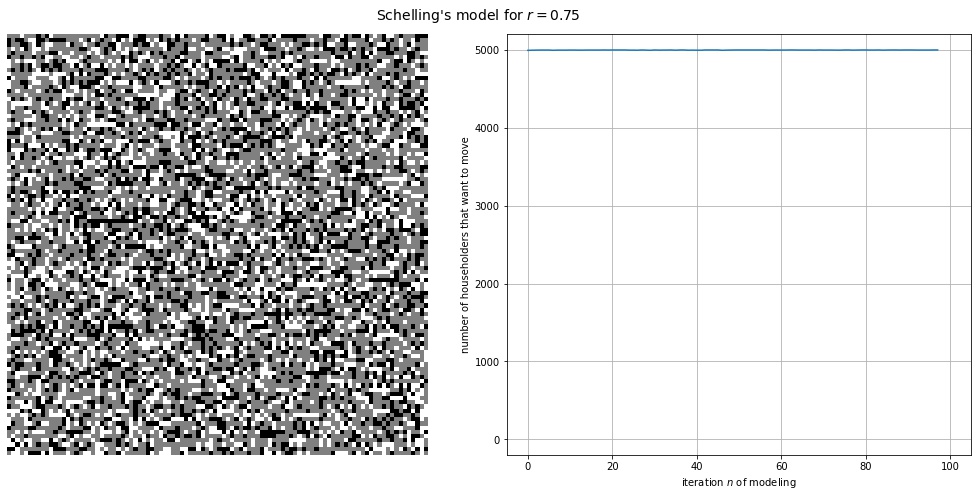 Schelling's model for r = 0.75
number of householders that want to move
5000
4000
3000
2000
1000
0
0 20 40 60 80 100
iteration n of modeling